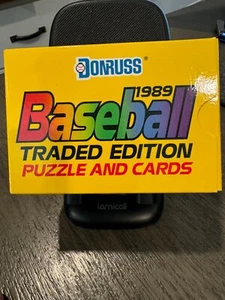 DONRUSS
1989
Baseball
TRADED EDITION
PUZZLE AND CARDS
lamicall